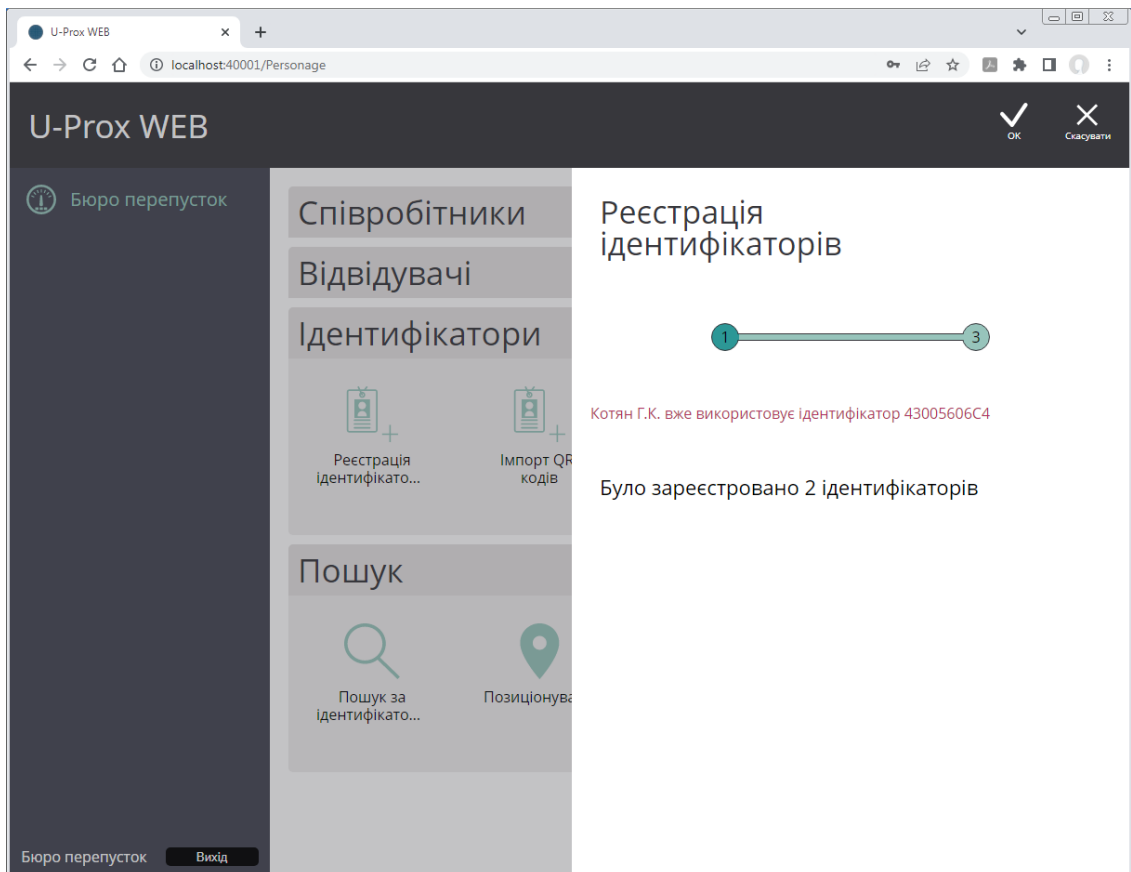 U-Prox WEB
localhost:40001/Personage
U-Prox WEB
OK
Скасувати
Бюро перепусток
Співробітники
Відвідувачі
Ідентифікатори
Реєстрація
ідентифікато...
Імпорт QR
кодів
Пошук
Пошук за
ідентифікато...
Позиціонува
Реєстрація
ідентифікаторів
1
3
Котян Г.К. вже використовує ідентифікатор 43005606C4
Було зареєстровано 2 ідентифікаторів
Бюро перепусток
Вихід